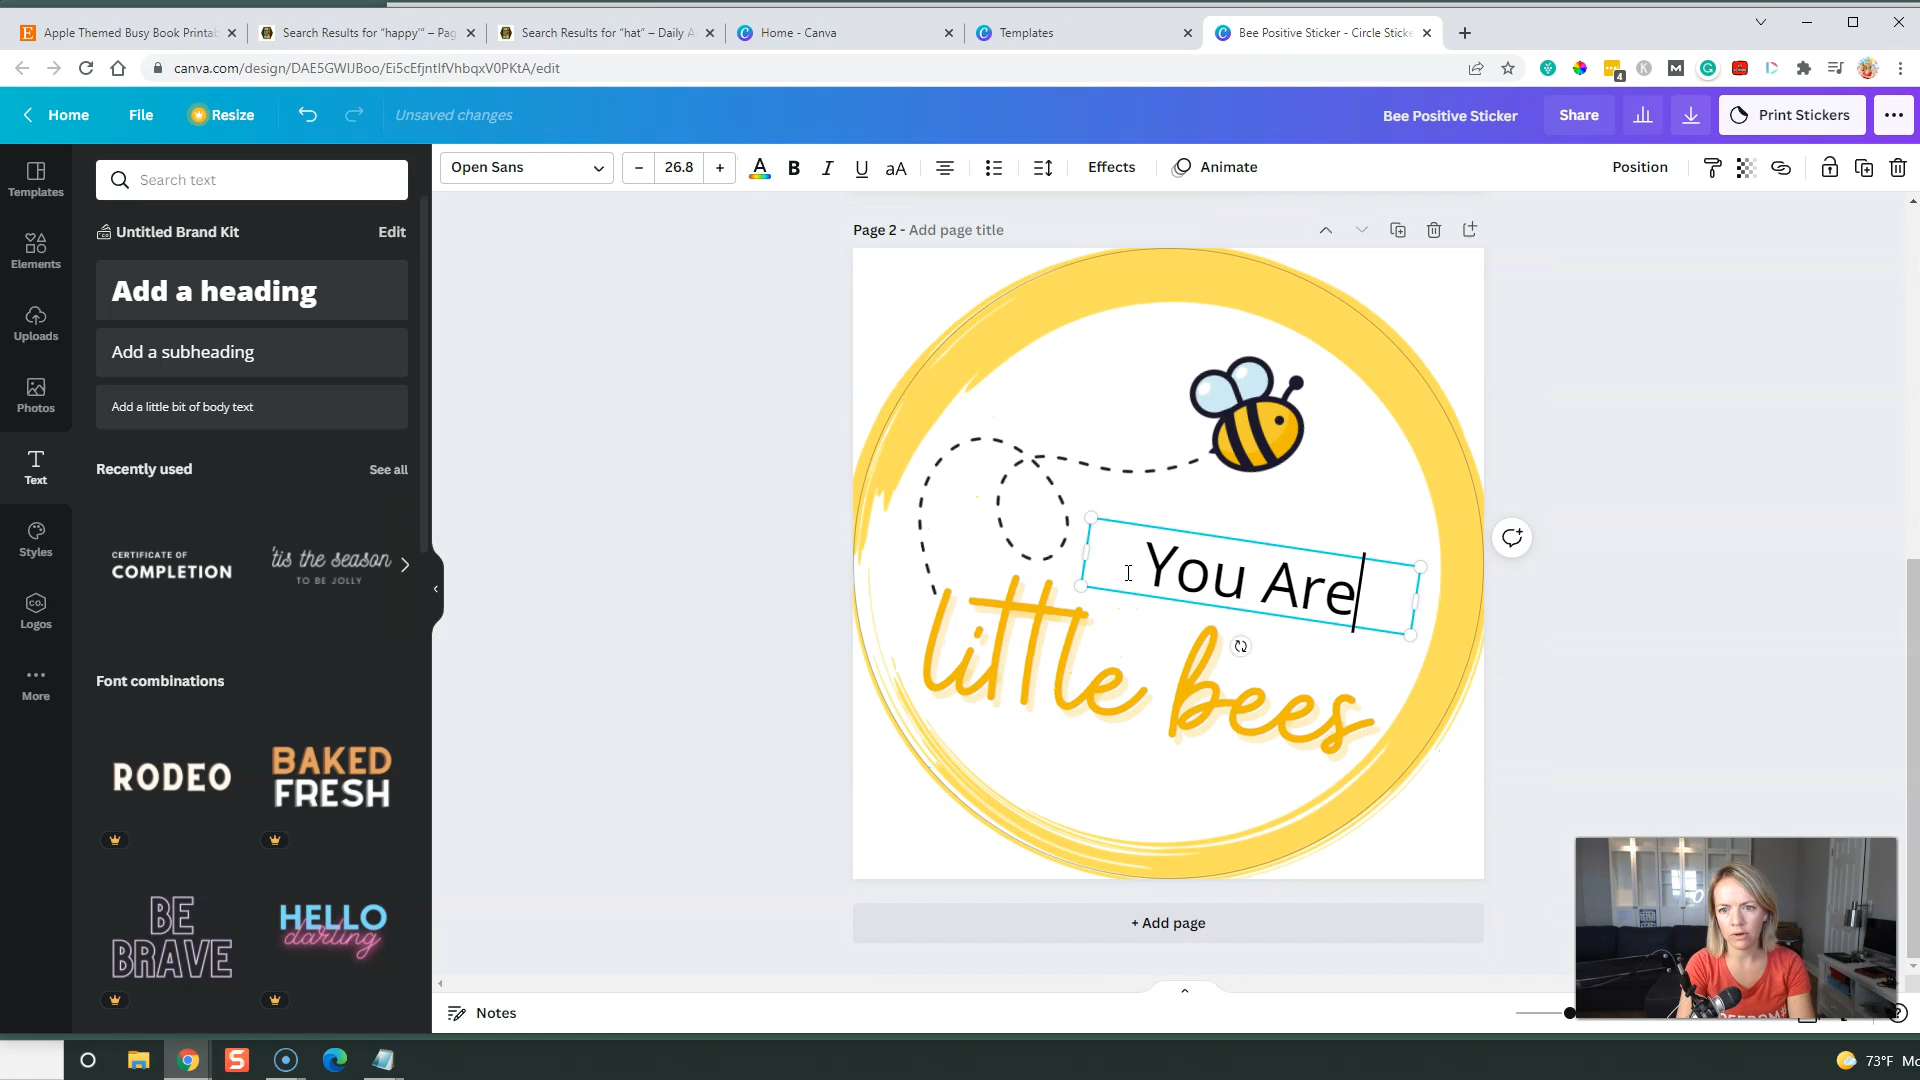 Apple Themed Busy Book Printab
Search Results for "happy'" – Pag
Search Results for "hat" – Daily A
Home - Canva
Templates
Bee Positive Sticker - Circle Sticke
canva.com/design/DAE5GWIJBoo/Ei5cEfjntIfVhbqxV0PKtA/edit
Home
File
Resize
Unsaved changes
Bee Positive Sticker
Share
Print Stickers
Open Sans
26.8
B
I
U
aA
Effects
Animate
Position
Templates
Elements
Uploads
Photos
Text
Styles
Logos
More
Search text
Untitled Brand Kit
Edit
Add a heading
Add a subheading
Add a little bit of body text
Recently used
See all
CERTIFICATE OF
COMPLETION
'tis the season
TO BE JOLLY
Font combinations
RODEO
BAKED
FRESH
BE
BRAVE
HELLO
darling
Page 2 - Add page title
You Are
little bees
+ Add page
Notes
73°F Mo